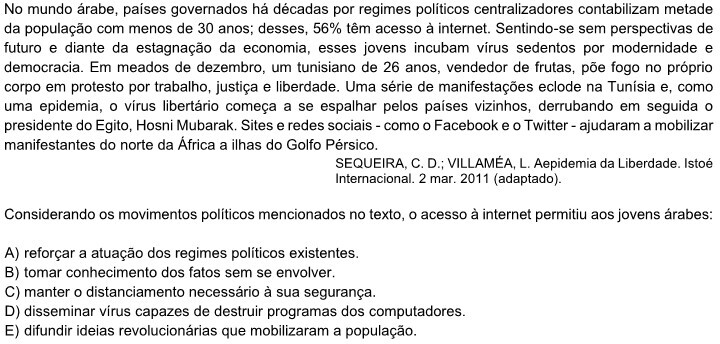 No mundo árabe, países governados há décadas por regimes políticos centralizadores contabilizam metade
da população com menos de 30 anos; desses, 56% têm acesso à internet. Sentindo-se sem perspectivas de
futuro e diante da estagnação da economia, esses jovens incubam vírus sedentos por modernidade e
democracia. Em meados de dezembro, um tunisiano de 26 anos, vendedor de frutas, põe fogo no próprio
corpo em protesto por trabalho, justiça e liberdade. Uma série de manifestações eclode na Tunísia e, como
uma epidemia, o vírus libertário começa a se espalhar pelos países vizinhos, derrubando em seguida o
presidente do Egito, Hosni Mubarak. Sites e redes sociais - como o Facebook e o Twitter - ajudaram a mobilizar
manifestantes do norte da África a ilhas do Golfo Pérsico.
SEQUEIRA, C. D.; VILLAMÉA, L. Aepidemia da Liberdade. Istoé
Internacional. 2 mar. 2011 (adaptado).
Considerando os movimentos políticos mencionados no texto, o acesso à internet permitiu aos jovens árabes:
A) reforçar a atuação dos regimes políticos existentes.
B) tomar conhecimento dos fatos sem se envolver.
C) manter o distanciamento necessário à sua segurança.
D) disseminar vírus capazes de destruir programas dos computadores.
E) difundir ideias revolucionárias que mobilizaram a população.